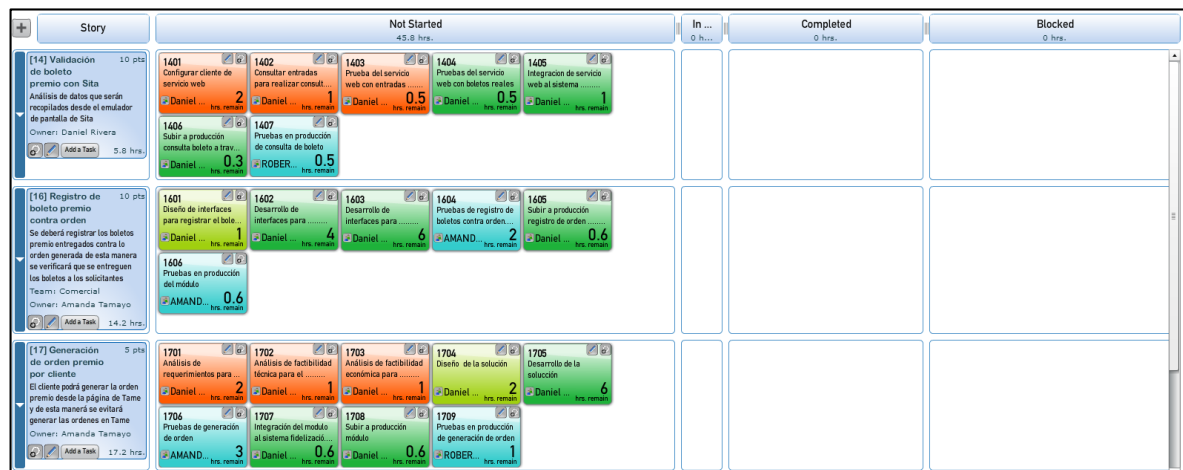 Story
Not Started
45.8 hrs.
In ...
0 h...
Completed
0 hrs.
Blocked
0 hrs.
[14] Validación
de boleto
premio con Sita
10 pts
Análisis de datos que serán
recopilados desde el emulador
de pantalla de Sita
Owner: Daniel Rivera
Add a Task
5.8 hrs.
1401
Configurar cliente de
servicio web
Daniel ... 2
hrs. remain
1402
Consultar entradas
para realizar consult....
Daniel ... 1
hrs. remain
1403
Prueba del servicio
web con entradas ........
Daniel ... 0.5
hrs. remain
1404
Pruebas del servicio
web con boletos reales
Daniel ... 0.5
hrs. remain
1405
Integracion de servicio
web al sistema .........
Daniel ... 1
hrs. remain
1406
Subir a producción
consulta boleto a trav...
Daniel ... 0.3
hrs. remain
1407
Pruebas en producción
de consulta de boleto
ROBER... 0.5
hrs. remain
[16] Registro de
boleto premio
contra orden
10 pts
Se deberá registrar los boletos
premio entregados contra lo
orden generada de esta manera
se verificará que se entreguen
los boletos a los solicitantes
Team: Comercial
Owner: Amanda Tamayo
Add a Task
14.2 hrs.
1601
Diseño de interfaces
para registrar el bole...
Daniel ... 1
hrs. remain
1602
Desarrollo de
interfaces para .........
Daniel ... 4
hrs. remain
1603
Desarrollo de
interfaces para .........
Daniel ... 6
hrs. remain
1604
Pruebas de registro de
boletos contra orden....
AMAND... 2
hrs. remain
1605
Subir a producción
registro de orden ........
Daniel ... 0.6
hrs. remain
1606
Pruebas en producción
del módulo
AMAND... 0.6
hrs. remain
[17] Generación
de orden premio
por cliente
5 pts
El cliente podrá generar la orden
premio desde la página de Tame
y de esta manerá se evitará
generar las ordenes en Tame
Owner: Amanda Tamayo
Add a Task
17.2 hrs.
1701
Análisis de
requerimientos para ...
Daniel ... 2
hrs. remain
1702
Análisis de factibilidad
técnica para el .........
Daniel ... 1
hrs. remain
1703
Análisis de factibilidad
económica para ........
Daniel ... 1
hrs. remain
1704
Diseño de la solución
Daniel ... 2
hrs. remain
1705
Desarrollo de la
solucción
Daniel ... 6
hrs. remain
1706
Pruebas de generación
de orden
AMAND... 3
hrs. remain
1707
Integración del modulo
al sistema fidelizació....
Daniel ... 0.6
hrs. remain
1708
Subir a producción
módulo
Daniel ... 0.6
hrs. remain
1709
Pruebas en producción
de generación de orden
ROBER... 1
hrs. remain